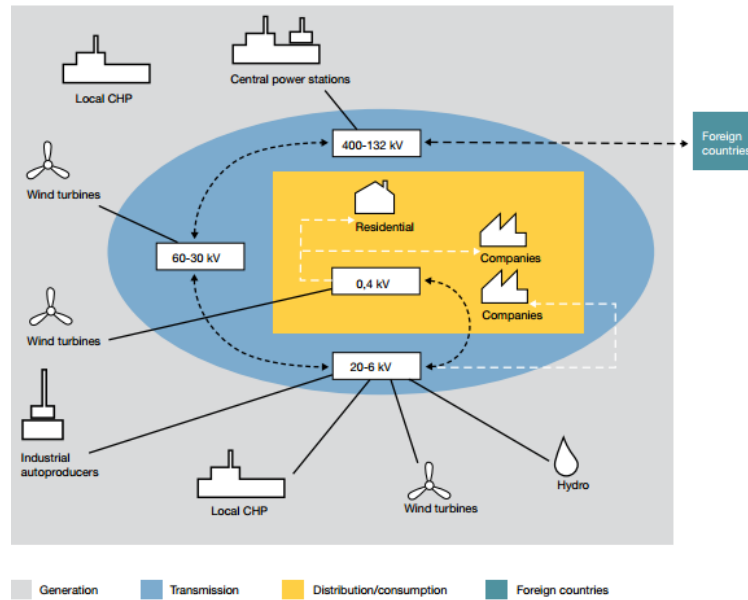 Local CHP
Central power stations
400-132 kV
Foreign
countries
Wind turbines
Residential
60-30 kV
Companies
0,4 kV
Companies
Wind turbines
20-6 kV
Industrial
autoproducers
Local CHP
Wind turbines
Hydro
Generation
Transmission
Distribution/consumption
Foreign countries